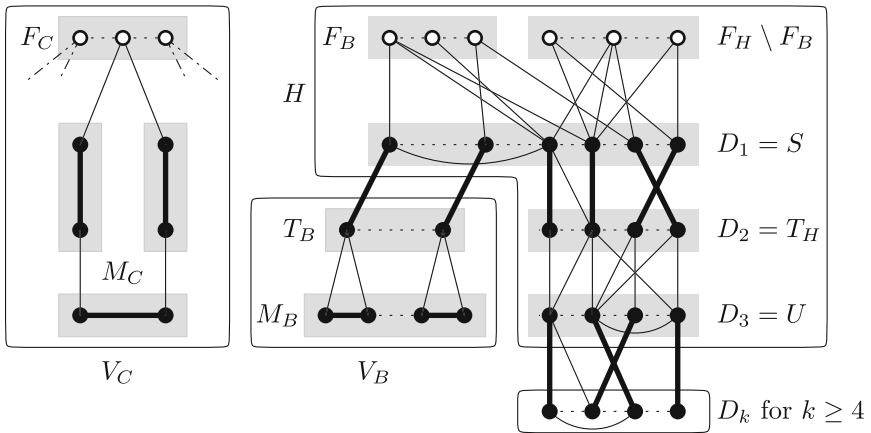 F_C
F_B
F_H \ F_B
H
D_1 = S
T_B
D_2 = T_H
M_C
M_B
D_3 = U
V_C
V_B
D_k for k ≥ 4